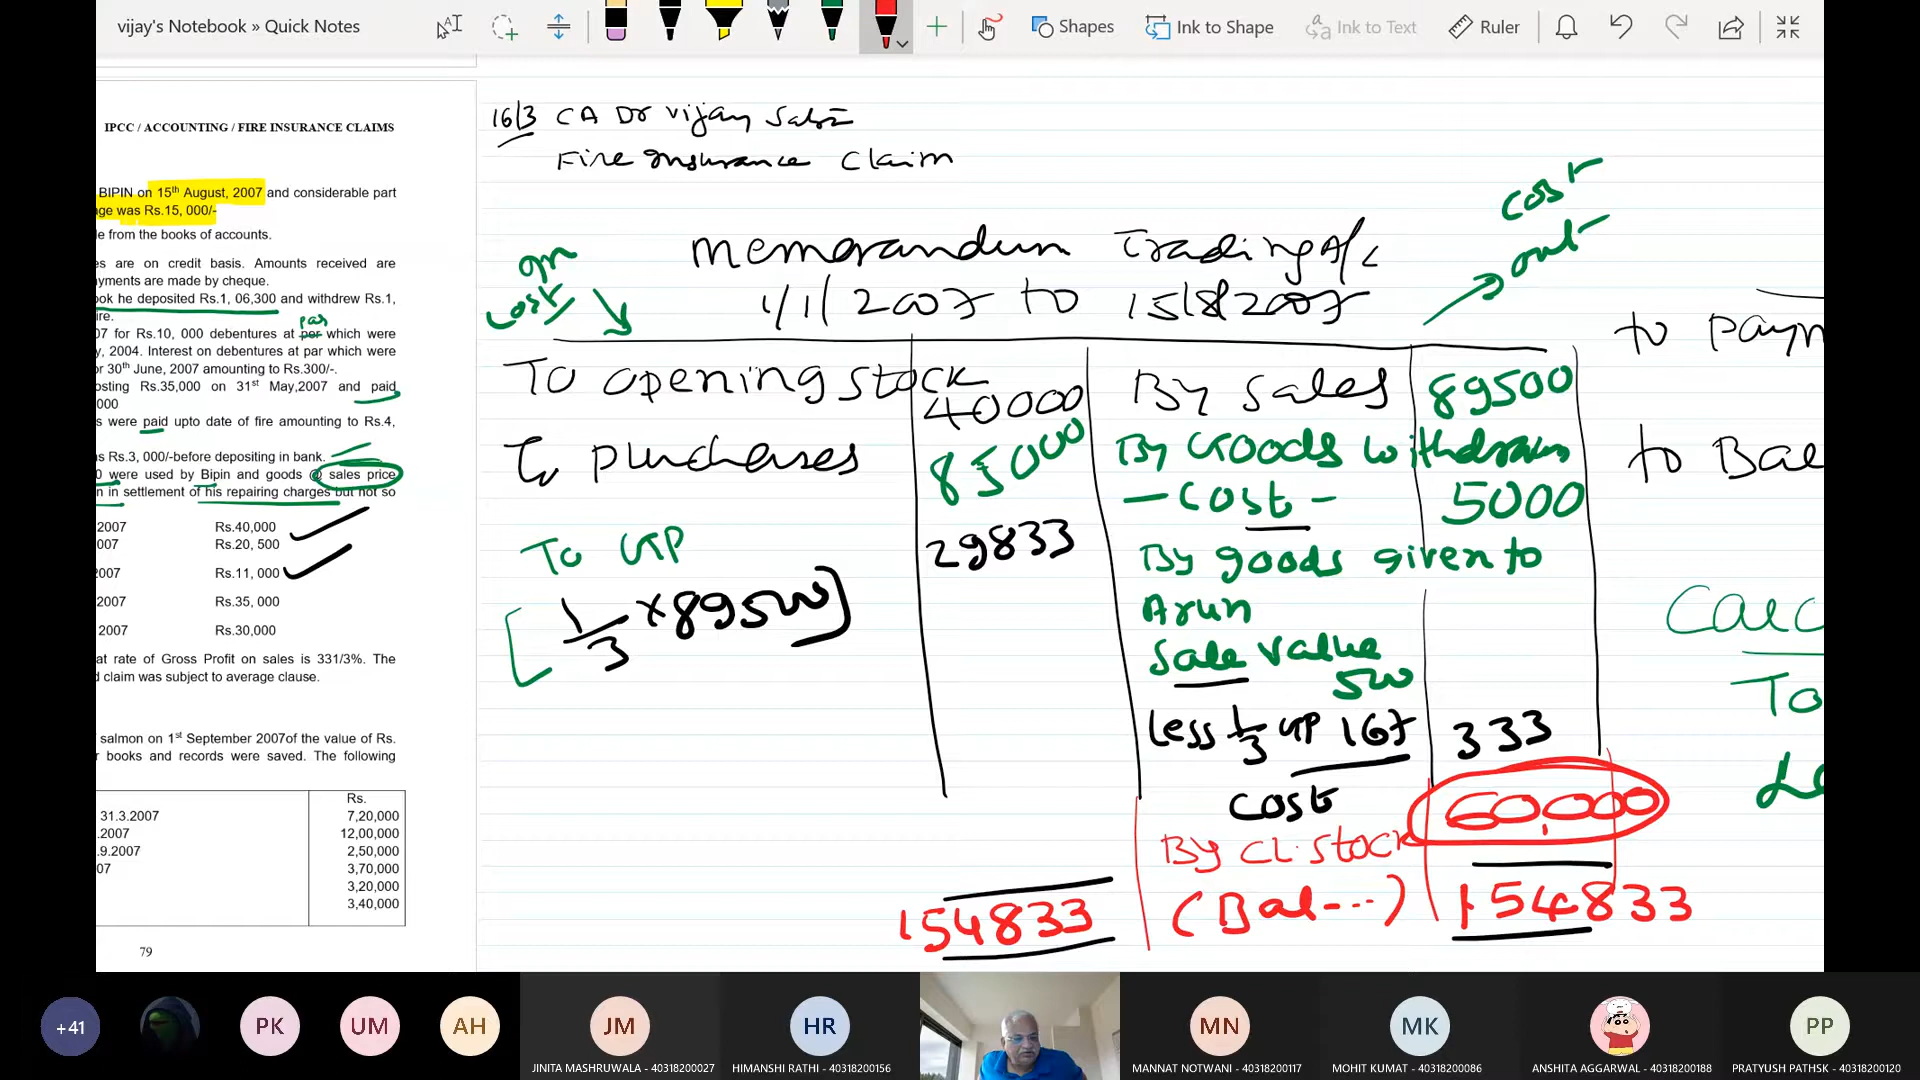 vijay's Notebook » Quick Notes
Shapes
Ink to Shape
Ink to Text
Ruler
IPCC / ACCOUNTING / FIRE INSURANCE CLAIMS
BIPIN on 15th August, 2007 and considerable part
ge was Rs.15, 000/-
le from the books of accounts.
es are on credit basis. Amounts received are
yments are made by cheque.
ook he deposited Rs.1, 06,300 and withdrew Rs.1,
re.
par
07 for Rs.10, 000 debentures at per which were
y, 2004. Interest on debentures at par which were
or 30th June, 2007 amounting to Rs.300/-.
osting Rs.35,000 on 31st May,2007 and paid
000
s were paid upto date of fire amounting to Rs.4,
as Rs.3, 000/-before depositing in bank.
0 were used by Bipin and goods @ sales price
n in settlement of his repairing charges but not so
2007 Rs.40,000
007 Rs.20, 500
2007 Rs.11, 000
2007 Rs.35, 000
2007 Rs.30,000
at rate of Gross Profit on sales is 331/3%. The
d claim was subject to average clause.
salmon on 1st September 2007of the value of Rs.
r books and records were saved. The following
Rs.
31.3.2007 7,20,000
.2007 12,00,000
.9.2007 2,50,000
07 3,70,000
3,20,000
3,40,000
79
16/3 CA Dr Vijay
Fire Insurance Claim
Memorandum Trading A/c
1/1/2007 to 15/8/2007
cost
cost
out
To opening stock 40000
By Sales 89500
To purchases 85000
By Goods withdrawn
- Cost - 5000
To GP 29833
[1/3 × 89500]
By goods given to
Arun
Sale value
500
less 1/3 GP 167 333
cost
By Cl. Stock 60,000
(Bal...)
154833 154833
to Paym
to Bal
Calc
To
Le
+41
PK
UM
AH
JM
HR
MN
MK
PP
JINITA MASHRUWALA - 40318200027
HIMANSHI RATHI - 40318200156
MANNAT NOTWANI - 40318200117
MOHIT KUMAT - 40318200086
ANSHITA AGGARWAL - 40318200188
PRATYUSH PATHSK - 40318200120